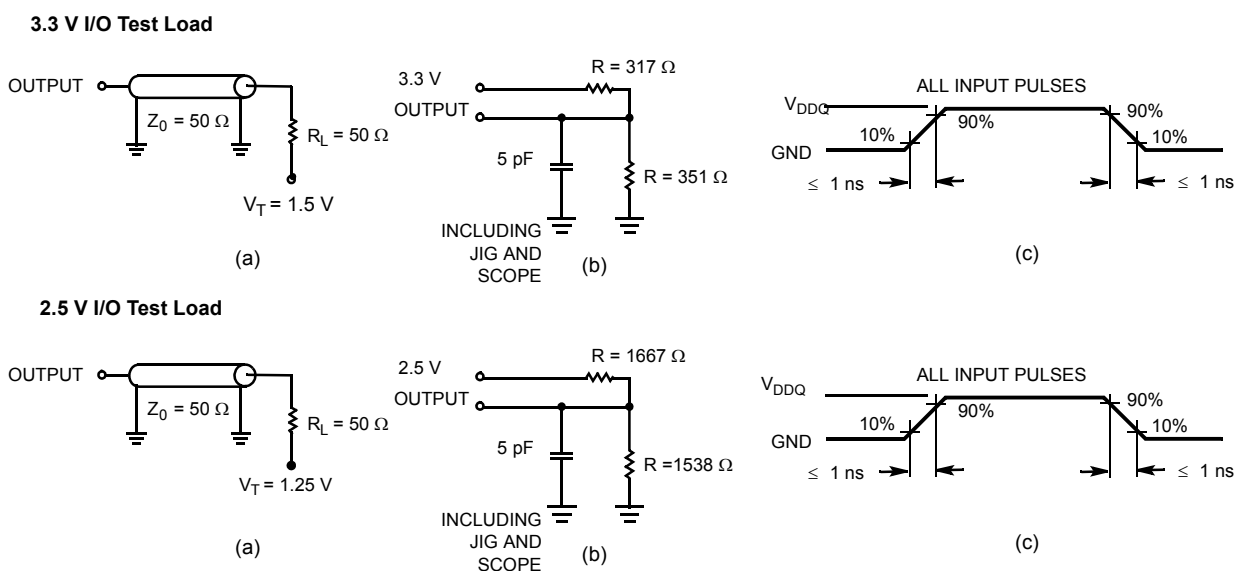 3.3 V I/O Test Load
OUTPUT
Z0 = 50 Ω
RL = 50 Ω
VT = 1.5 V
(a)
3.3 V
OUTPUT
R = 317 Ω
5 pF
R = 351 Ω
INCLUDING
JIG AND
SCOPE
(b)
ALL INPUT PULSES
VDDQ
GND
10%
90%
90%
10%
≤ 1 ns
≤ 1 ns
(c)
2.5 V I/O Test Load
OUTPUT
Z0 = 50 Ω
RL = 50 Ω
VT = 1.25 V
(a)
2.5 V
OUTPUT
R = 1667 Ω
5 pF
R =1538 Ω
INCLUDING
JIG AND
SCOPE
(b)
ALL INPUT PULSES
VDDQ
GND
10%
90%
90%
10%
≤ 1 ns
≤ 1 ns
(c)